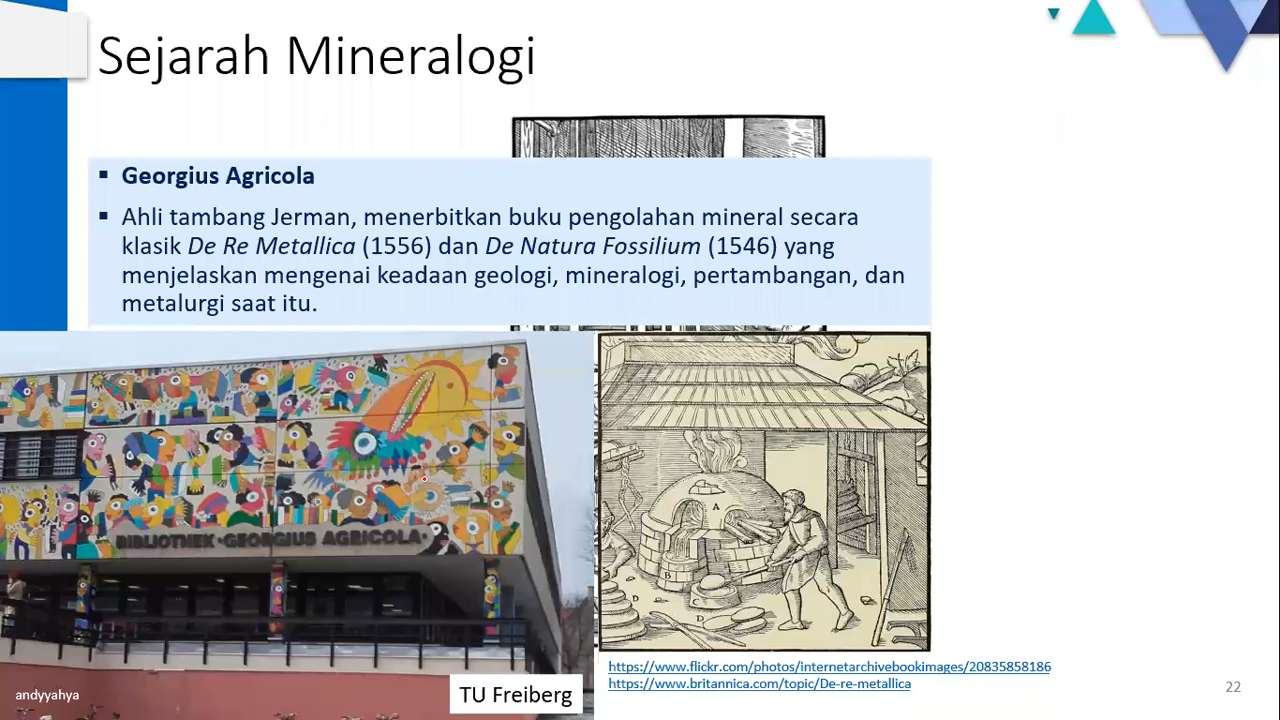 Sejarah Mineralogi
▪ Georgius Agricola
▪ Ahli tambang Jerman, menerbitkan buku pengolahan mineral secara
klasik De Re Metallica (1556) dan De Natura Fossilium (1546) yang
menjelaskan mengenai keadaan geologi, mineralogi, pertambangan, dan
metalurgi saat itu.
BIBLIOTHEK ·GEORGIUS AGRICOLA·
A
B
C
D
D
https://www.flickr.com/photos/internetarchivebookimages/20835858186
https://www.britannica.com/topic/De-re-metallica
andyyahya
TU Freiberg
22